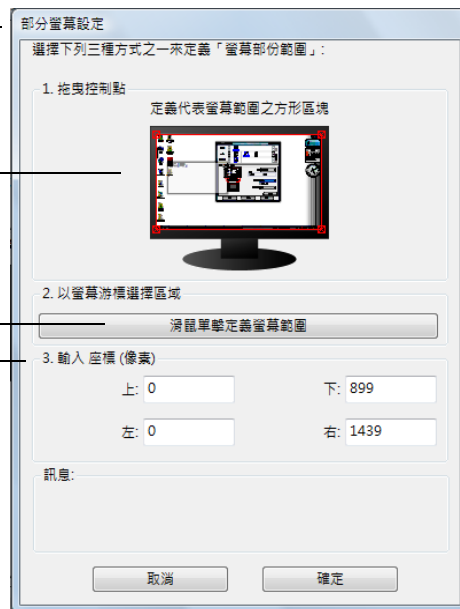 部分螢幕設定
選擇下列三種方式之一來定義「螢幕部份範圍」:
1. 拖曳控制點
定義代表螢幕範圍之方形區塊
2. 以螢幕游標選擇區域
滑鼠單擊定義螢幕範圍
3. 輸入 座標 (像素)
上: 0 下: 899
左: 0 右: 1439
訊息:
取消 確定